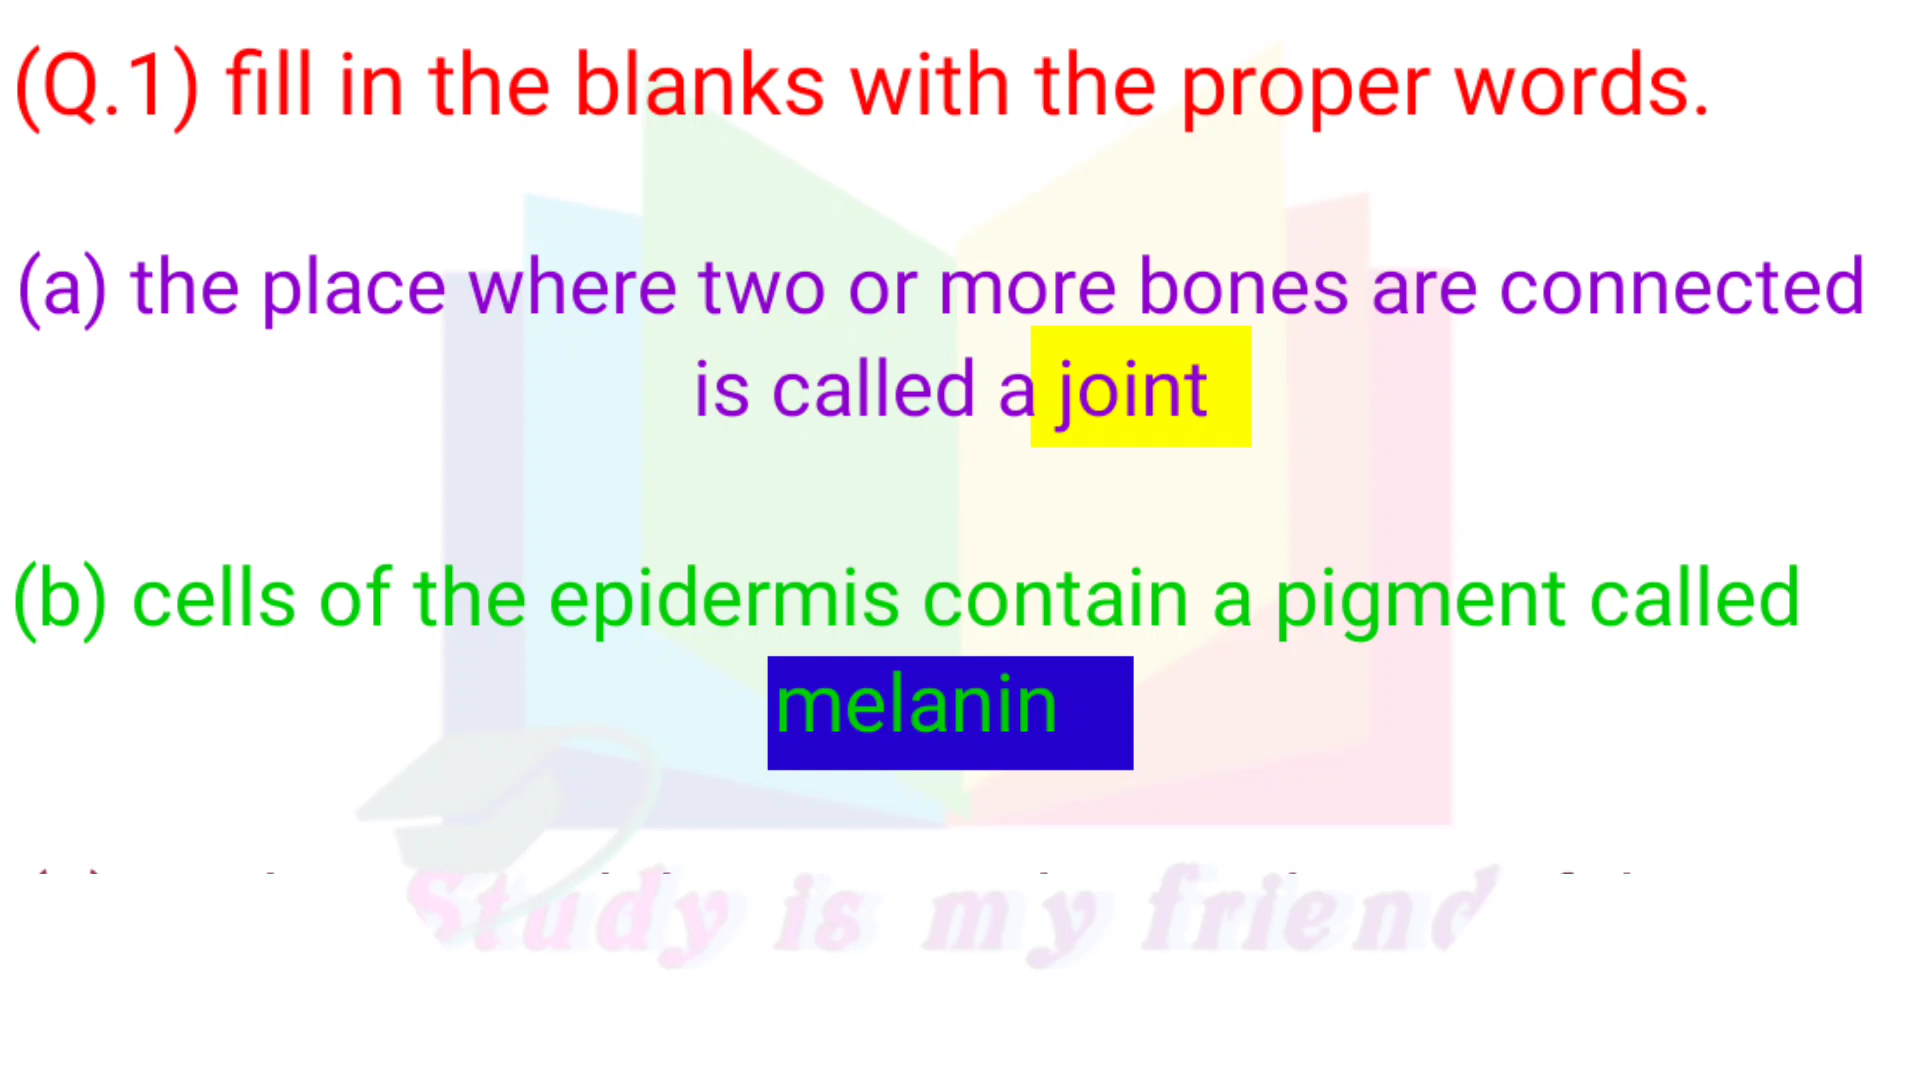 (Q.1) fill in the blanks with the proper words.
(a) the place where two or more bones are connected
is called a joint
(b) cells of the epidermis contain a pigment called
melanin
Study is my friend